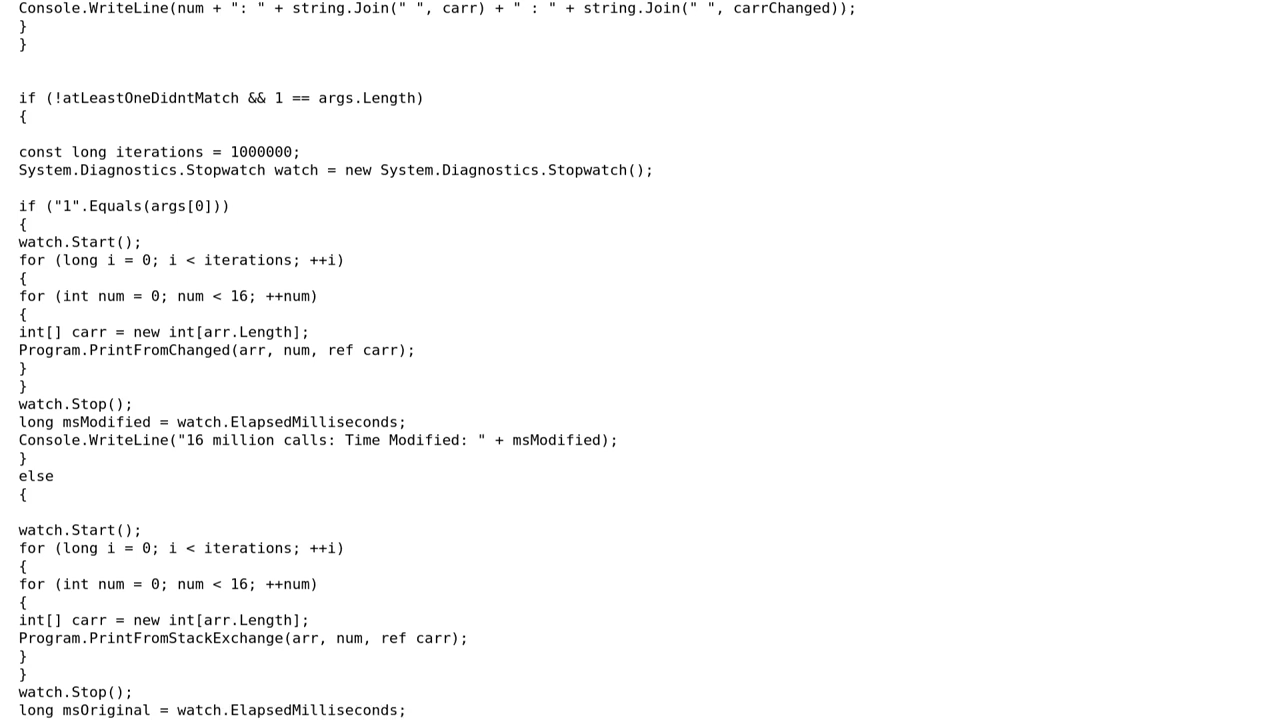 Console.WriteLine(num + ": " + string.Join(" ", carr) + " : " + string.Join(" ", carrChanged));
}
}
if (!atLeastOneDidntMatch && 1 == args.Length)
{
const long iterations = 1000000;
System.Diagnostics.Stopwatch watch = new System.Diagnostics.Stopwatch();
if ("1".Equals(args[0]))
{
watch.Start();
for (long i = 0; i < iterations; ++i)
{
for (int num = 0; num < 16; ++num)
{
int[] carr = new int[arr.Length];
Program.PrintFromChanged(arr, num, ref carr);
}
}
watch.Stop();
long msModified = watch.ElapsedMilliseconds;
Console.WriteLine("16 million calls: Time Modified: " + msModified);
}
else
{
watch.Start();
for (long i = 0; i < iterations; ++i)
{
for (int num = 0; num < 16; ++num)
{
int[] carr = new int[arr.Length];
Program.PrintFromStackExchange(arr, num, ref carr);
}
}
watch.Stop();
long msOriginal = watch.ElapsedMilliseconds;